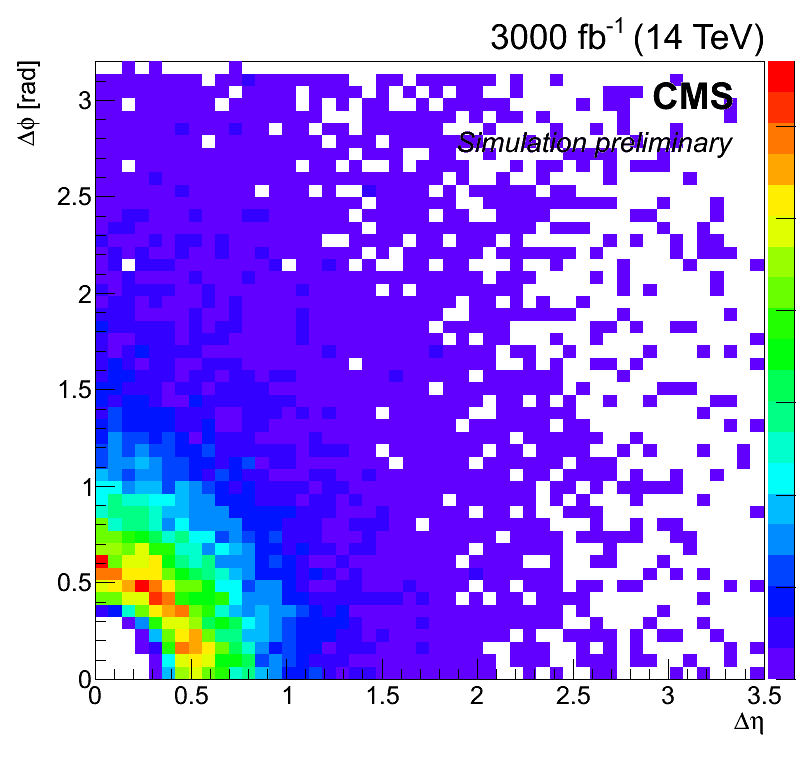 3000 fb⁻¹ (14 TeV)
Δϕ [rad]
CMS
Simulation preliminary
3
2.5
2
1.5
1
0.5
0
0 0.5 1 1.5 2 2.5 3 3.5
Δη